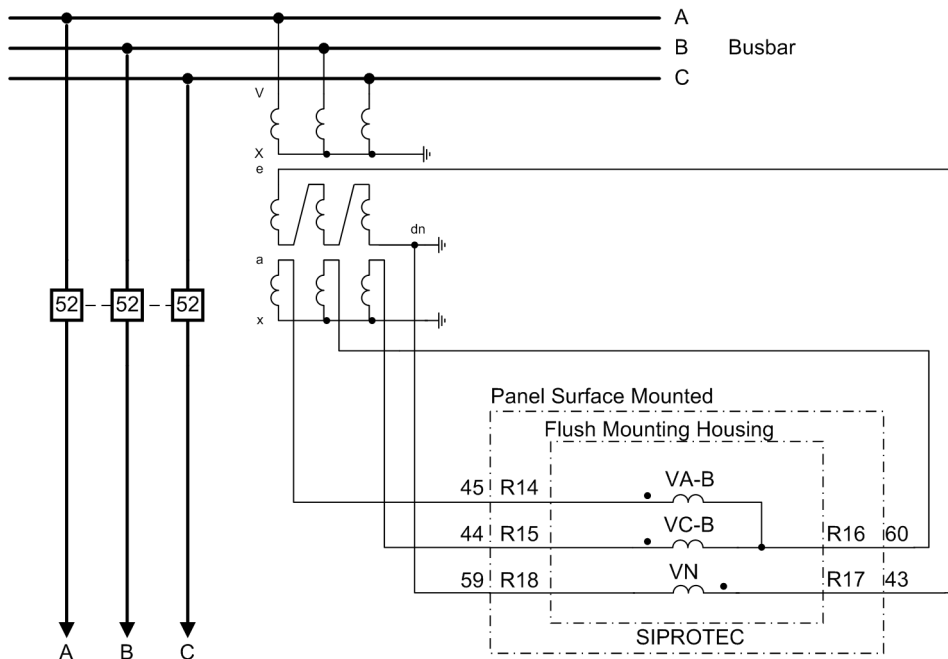 A
B Busbar
C
V
X
e
dn
a
x
52 52 52
Panel Surface Mounted
Flush Mounting Housing
VA-B
45 R14
VC-B
44 R15 R16 60
VN
59 R18 R17 43
SIPROTEC
A B C